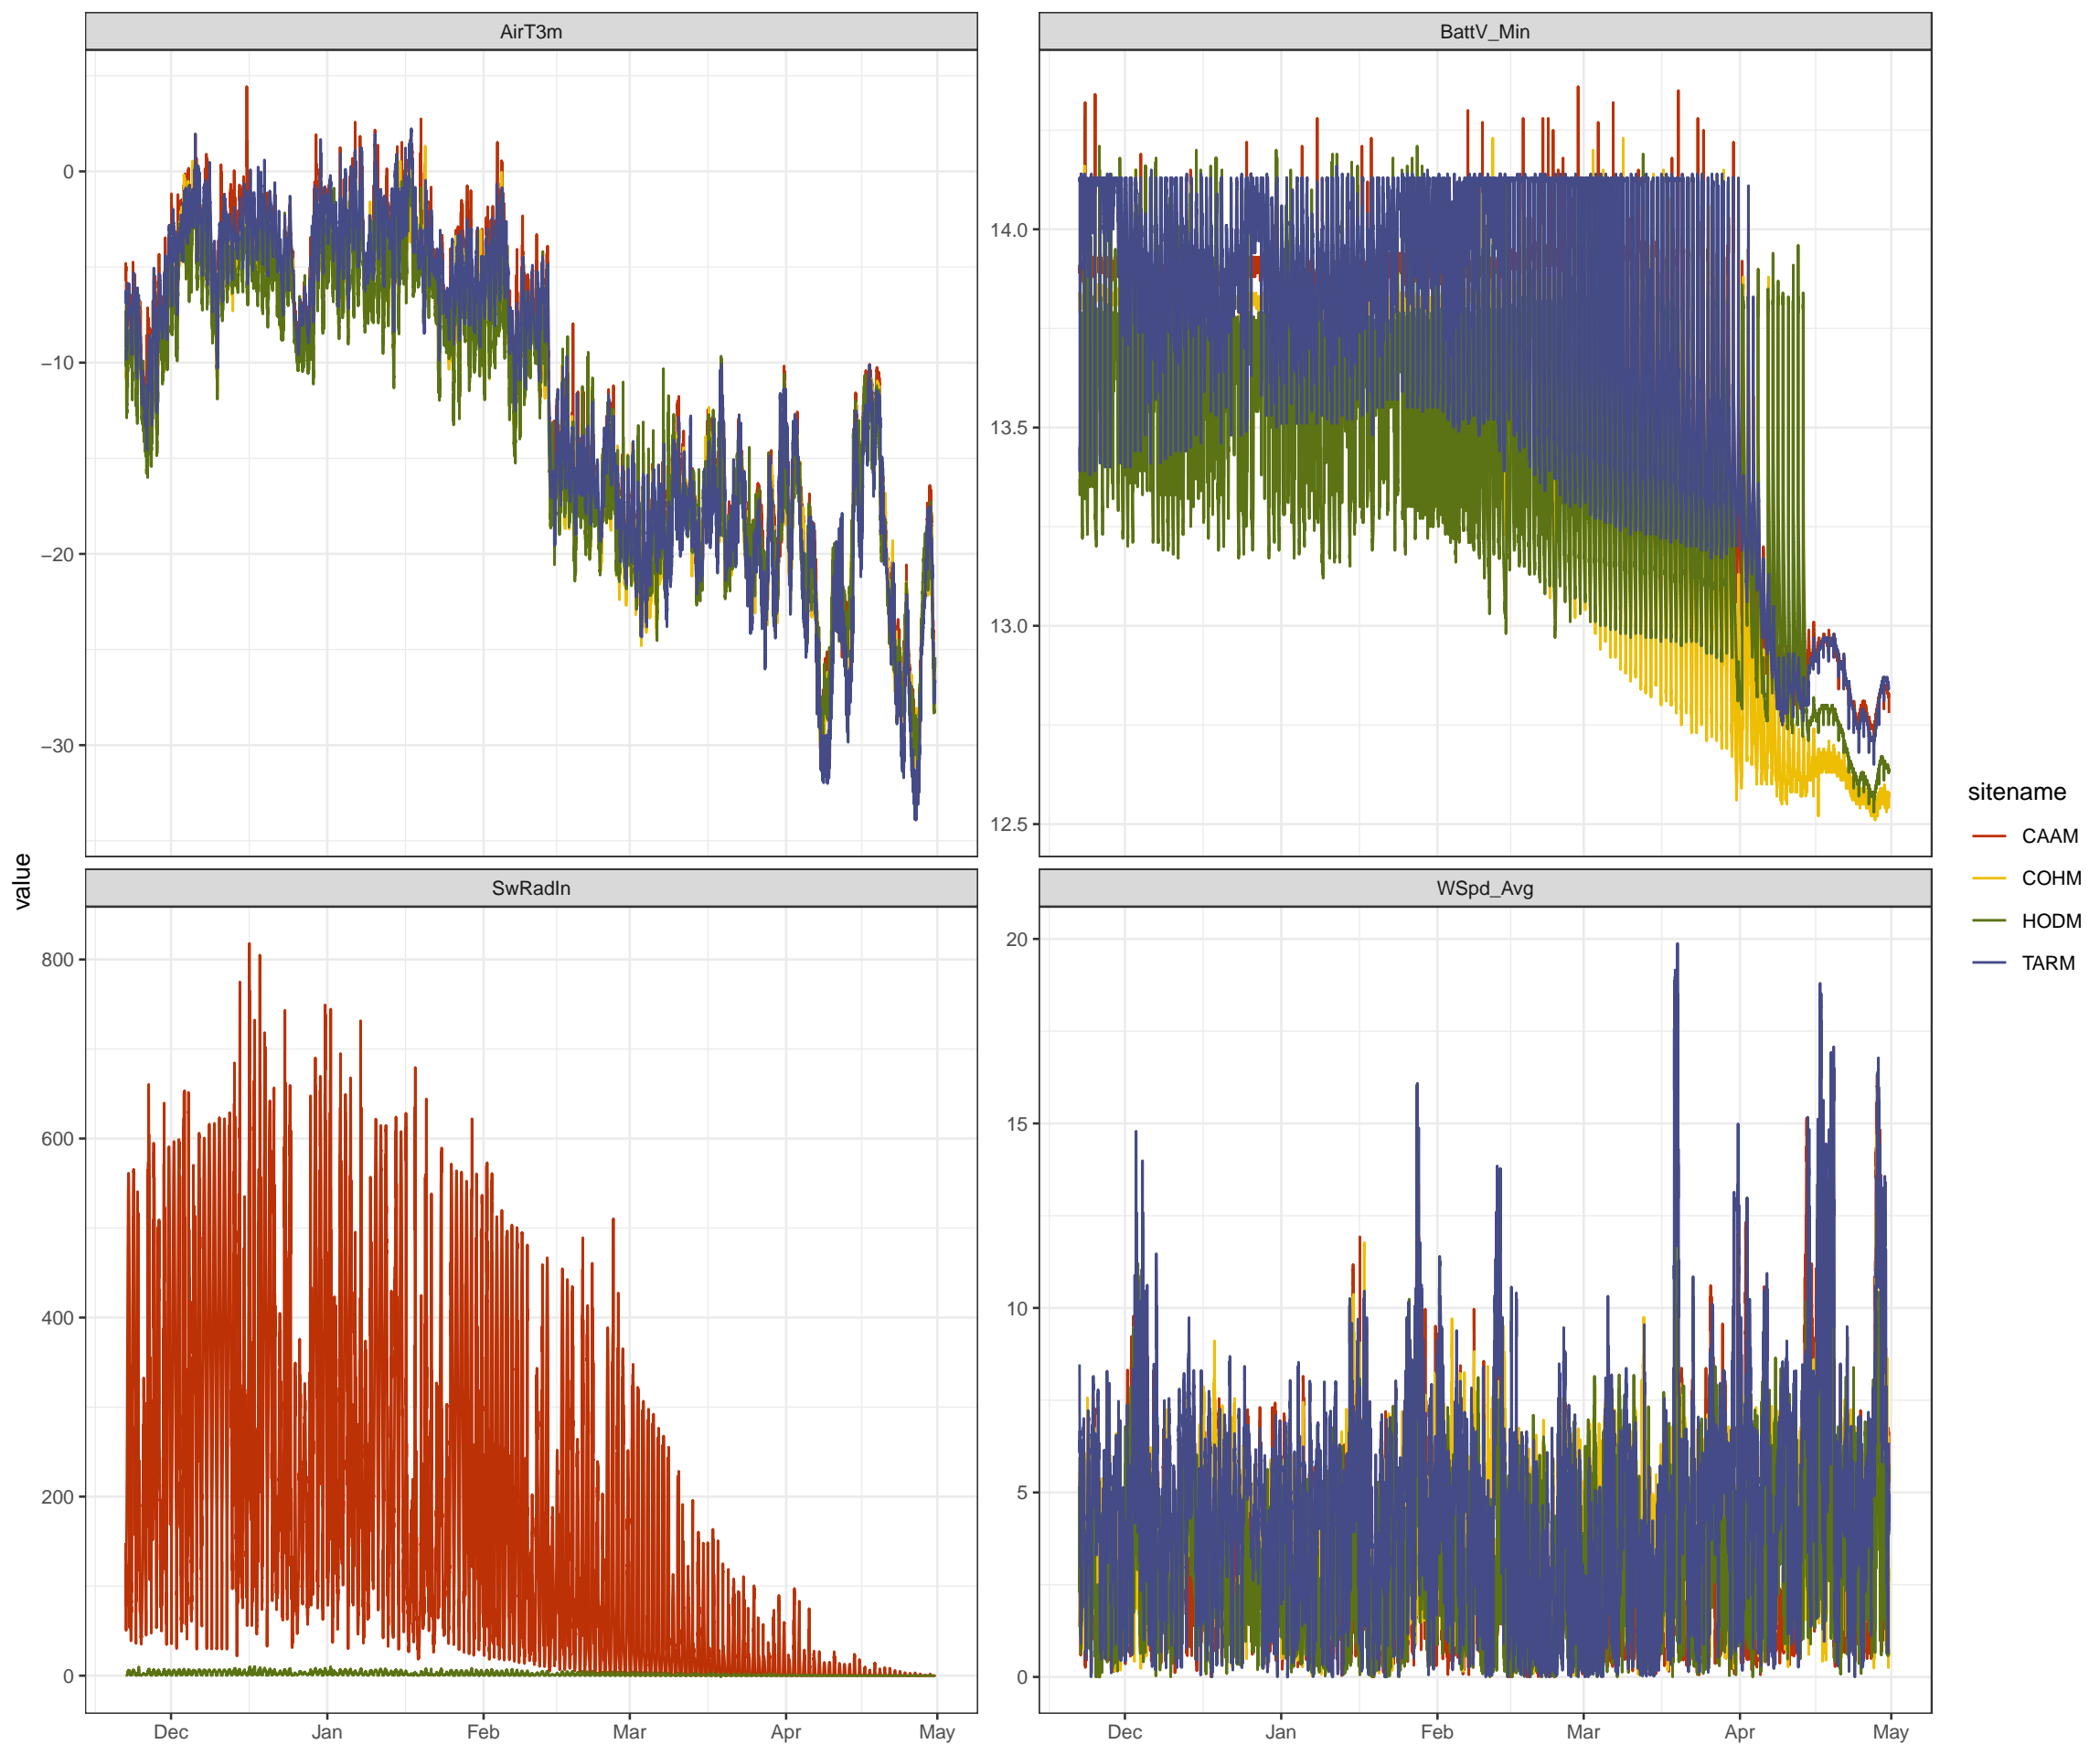 AirT3m
BattV_Min
0
−10
−20
−30
14.0
13.5
13.0
12.5
value
SwRadIn
WSpd_Avg
800
600
400
200
0
20
15
10
5
0
Dec Jan Feb Mar Apr May
Dec Jan Feb Mar Apr May
sitename
CAAM
COHM
HODM
TARM